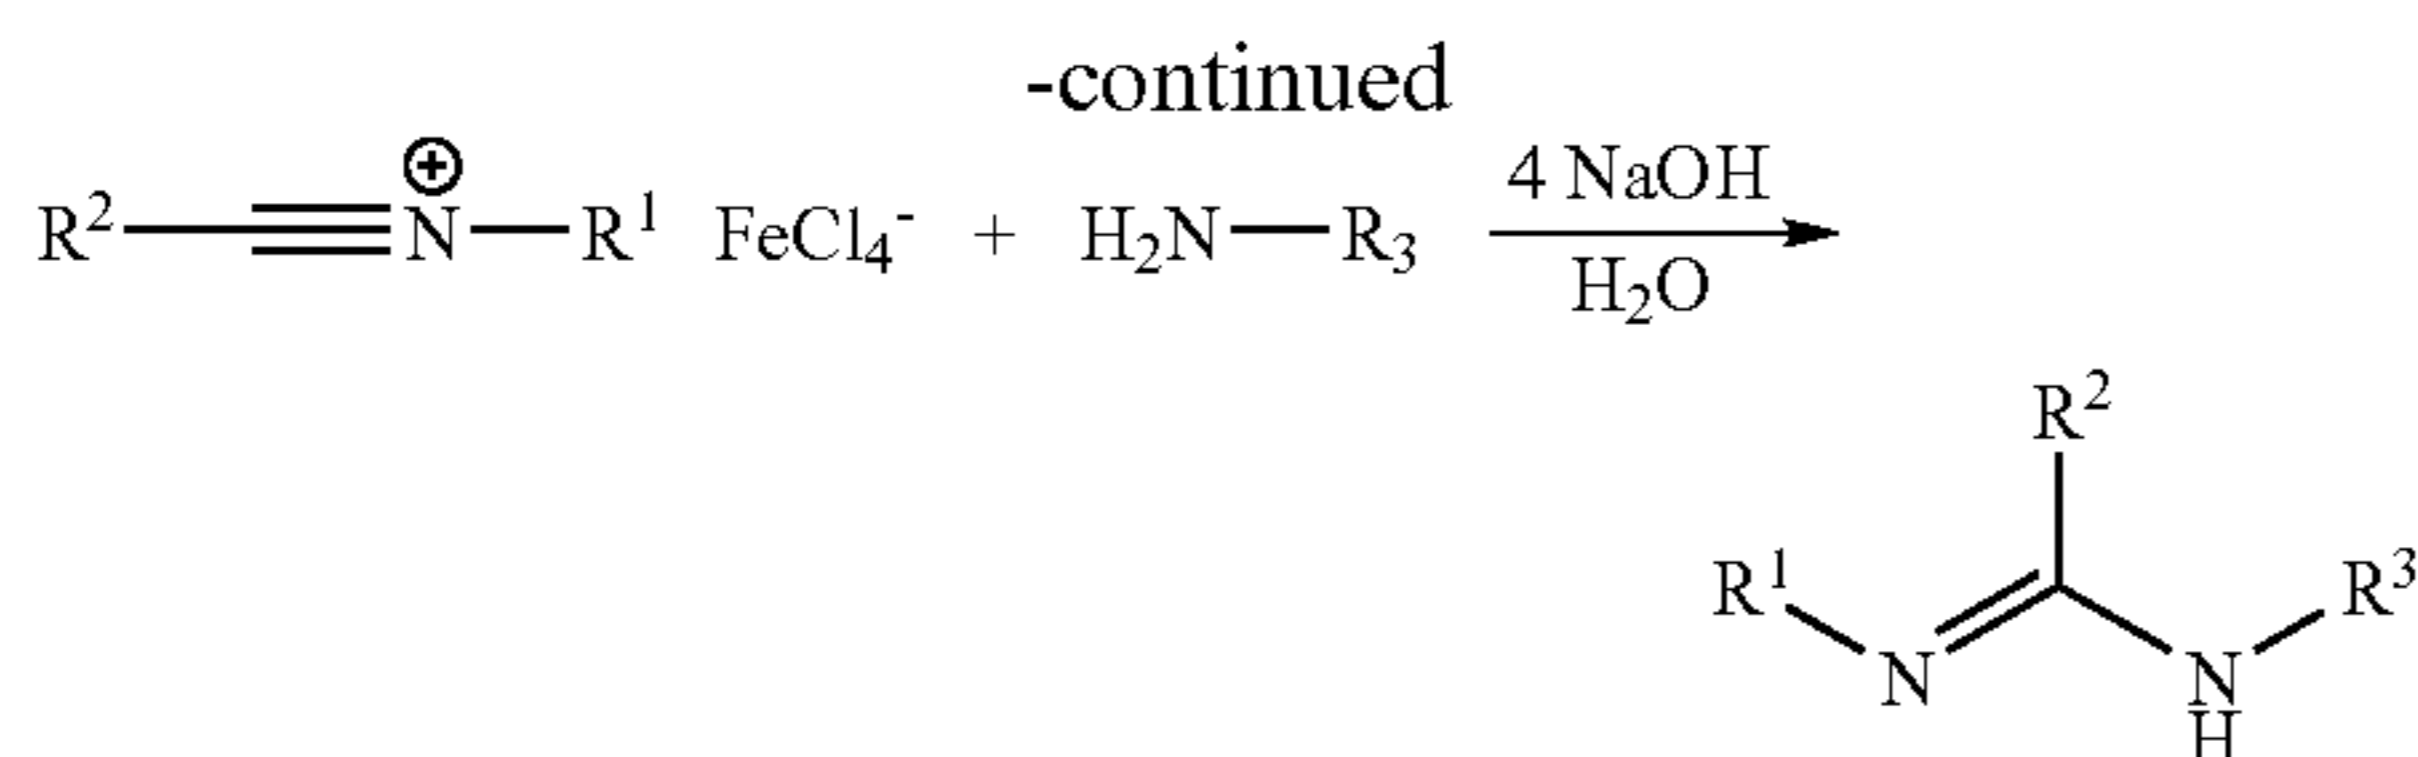 -continued
R² ≡ N⊕ — R¹ FeCl₄⁻ + H₂N — R₃ 4 NaOH
H₂O
R²
R¹ N N H R³